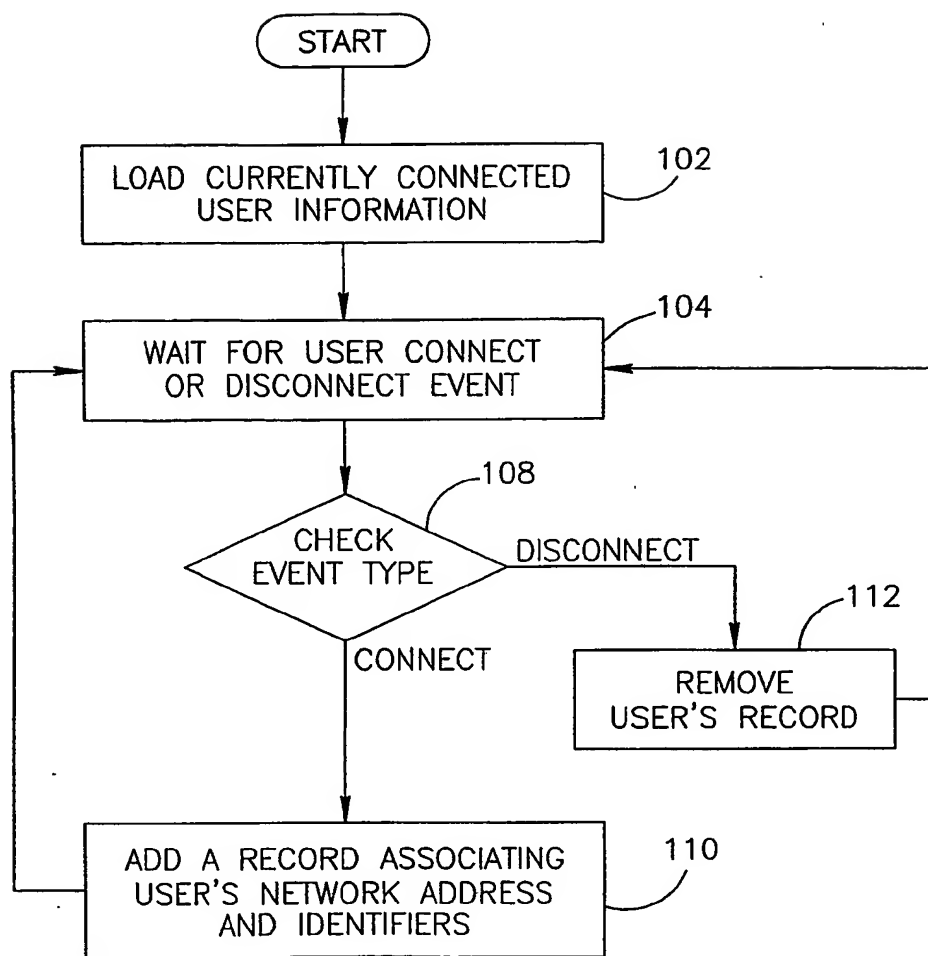 START
LOAD CURRENTLY CONNECTED
USER INFORMATION
102
WAIT FOR USER CONNECT
OR DISCONNECT EVENT
104
CHECK
EVENT TYPE
108
DISCONNECT
CONNECT
REMOVE
USER'S RECORD
112
ADD A RECORD ASSOCIATING
USER'S NETWORK ADDRESS
AND IDENTIFIERS
110